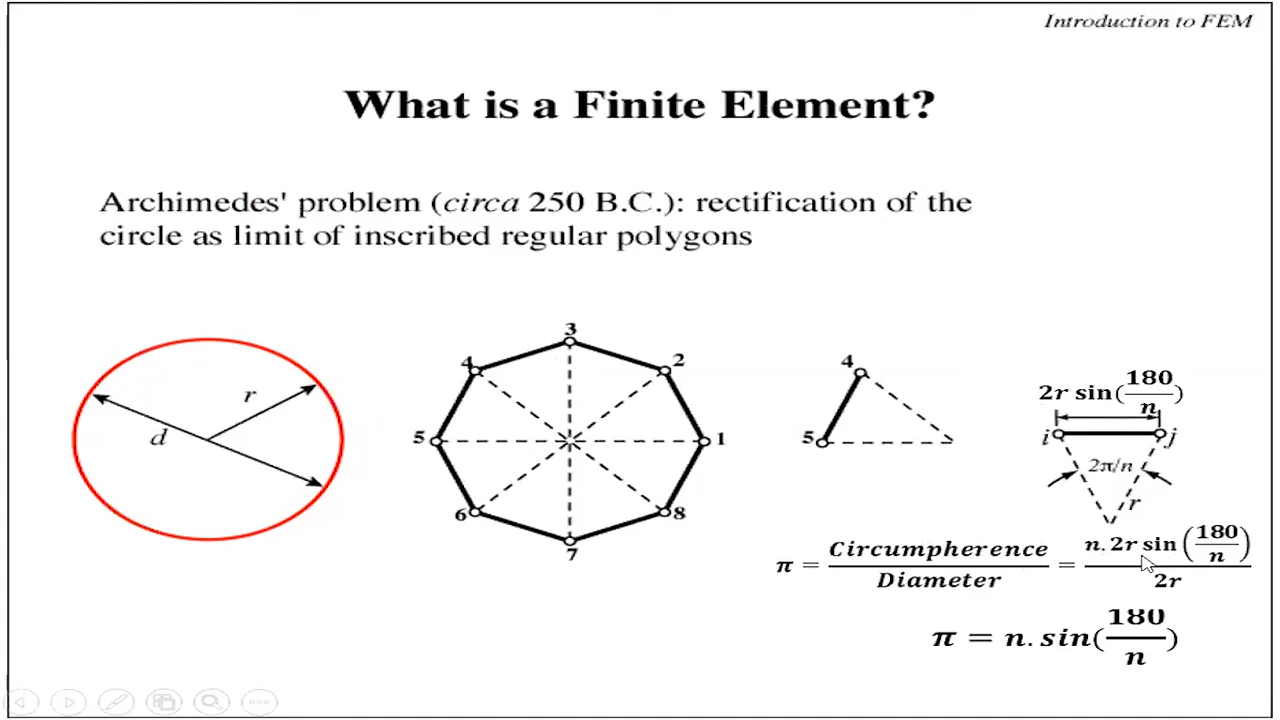 Introduction to FEM
What is a Finite Element?
Archimedes' problem (circa 250 B.C.): rectification of the
circle as limit of inscribed regular polygons
r
d
3
4
2
5
1
6
8
7
4
5
2r sin(180/n)
i
j
2π/n
r
π = Circumpherence/Diameter = n.2r sin(180/n)/2r
π = n.sin(180/n)